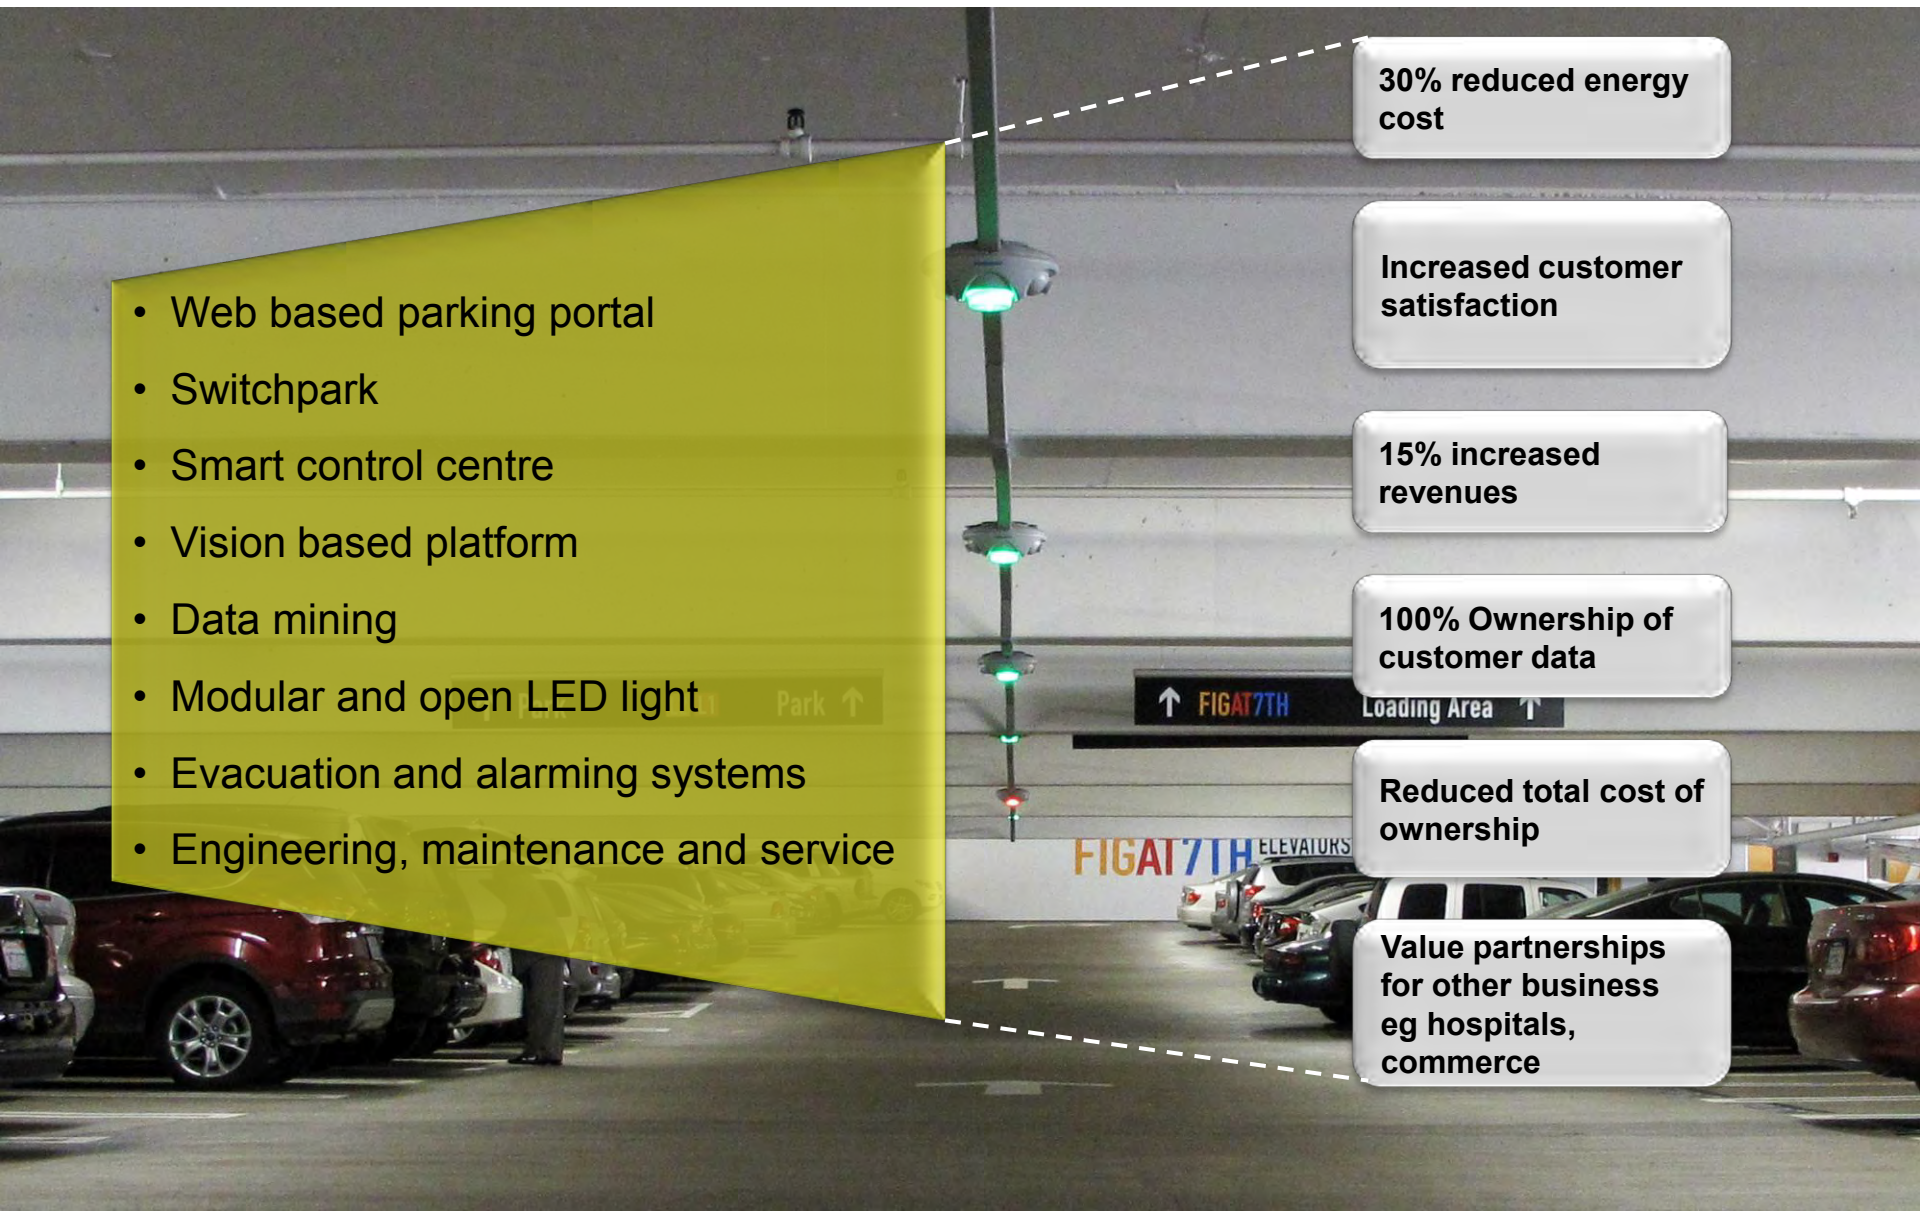 • Web based parking portal
• Switchpark
• Smart control centre
• Vision based platform
• Data mining
• Modular and open LED light
• Evacuation and alarming systems
• Engineering, maintenance and service
30% reduced energy
cost
Increased customer
satisfaction
15% increased
revenues
100% Ownership of
customer data
Reduced total cost of
ownership
Value partnerships
for other business
eg hospitals,
commerce
↑ Park L1 Park ↑
↑ FIGAT7TH Loading Area ↑
FIGAT7TH ELEVATORS